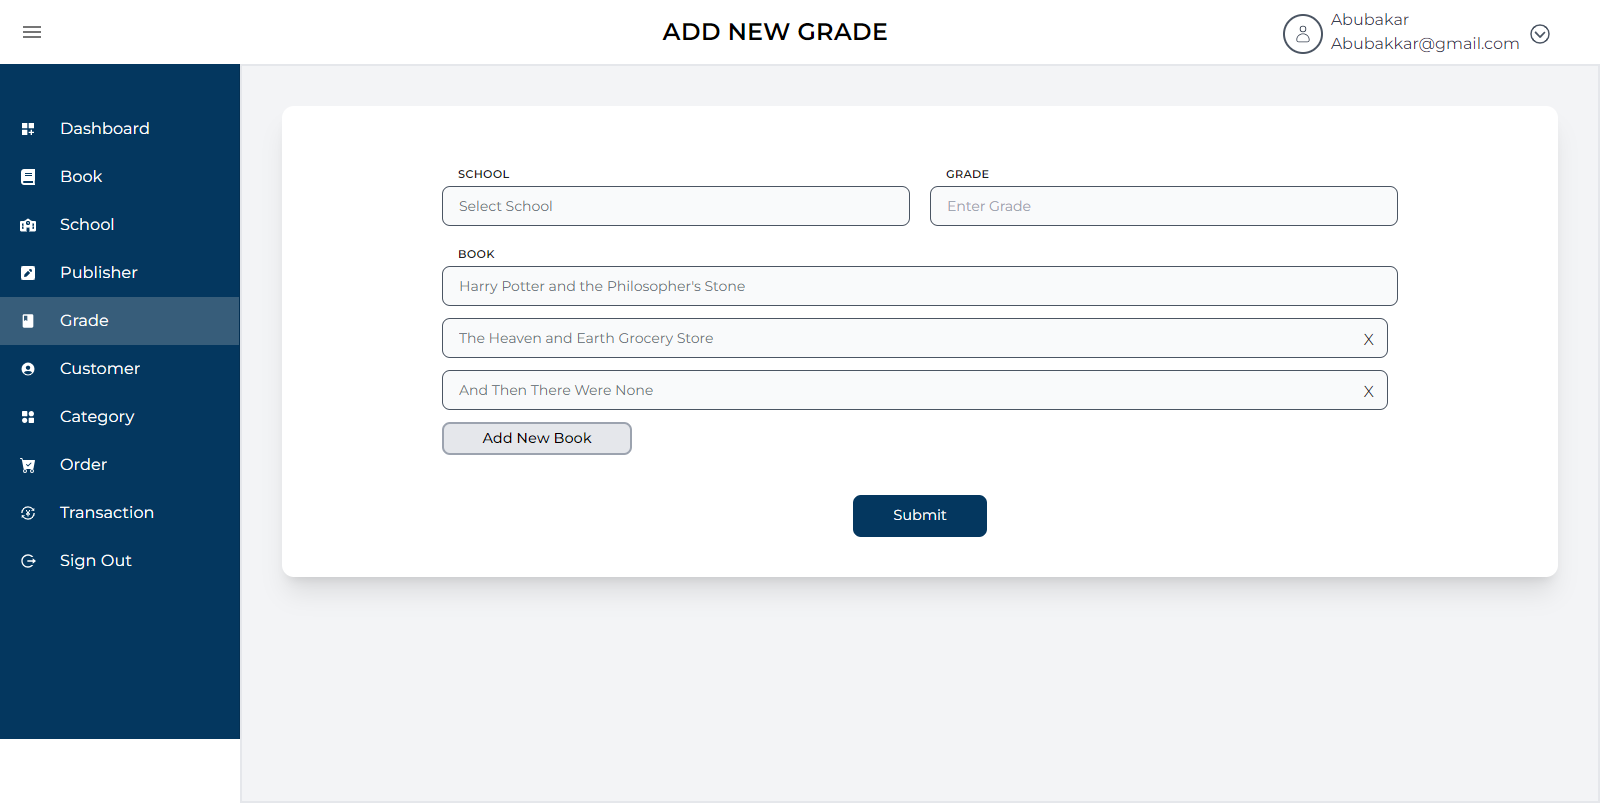 ADD NEW GRADE
Abubakar
Abubakkar@gmail.com
Dashboard
Book
School
Publisher
Grade
Customer
Category
Order
Transaction
Sign Out
SCHOOL
Select School
GRADE
Enter Grade
BOOK
Harry Potter and the Philosopher's Stone
The Heaven and Earth Grocery Store X
And Then There Were None X
Add New Book
Submit